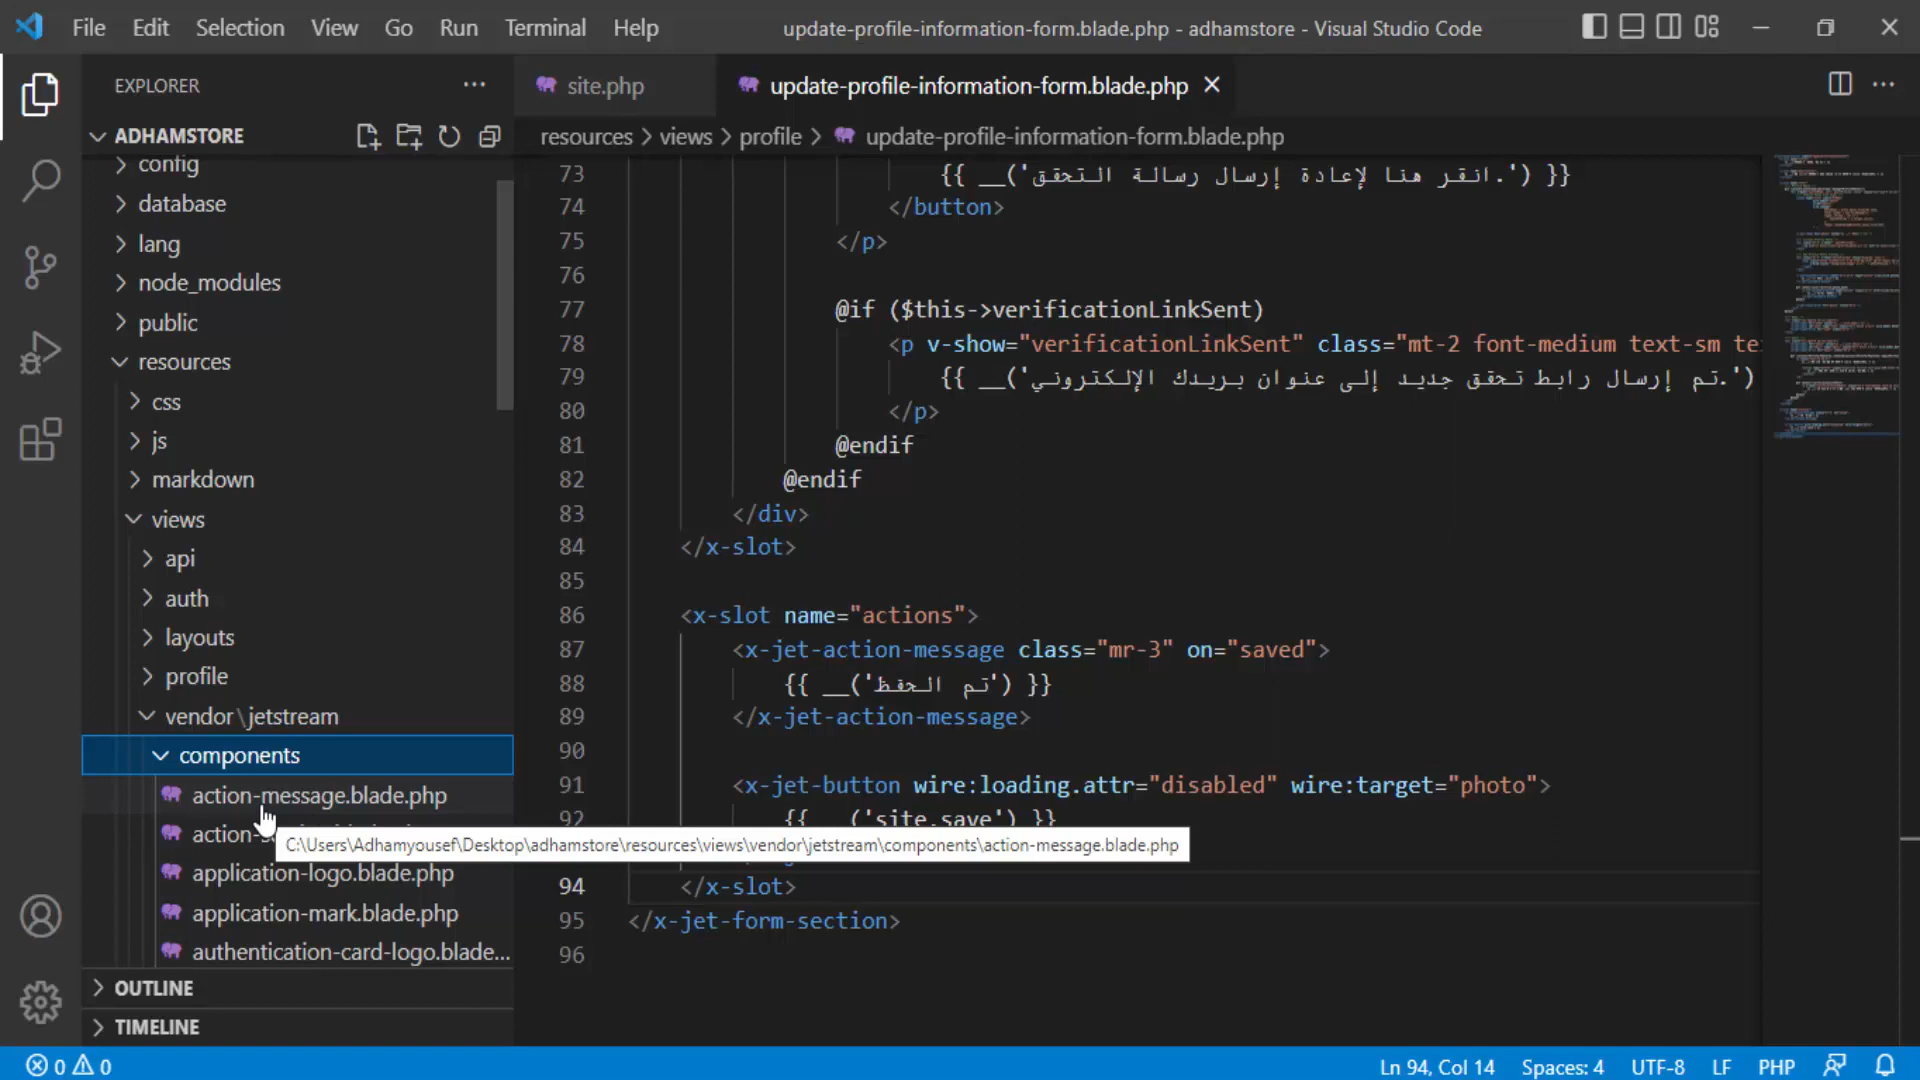 File Edit Selection View Go Run Terminal Help
update-profile-information-form.blade.php - adhamstore - Visual Studio Code
EXPLORER
ADHAMSTORE
config
database
lang
node_modules
public
resources
css
js
markdown
views
api
auth
layouts
profile
vendor\jetstream
components
action-message.blade.php
action-
C:\Users\Adhamyousef\Desktop\adhamstore\resources\views\vendor\jetstream\components\action-message.blade.php
application-logo.blade.php
application-mark.blade.php
authentication-card-logo.blade...
OUTLINE
TIMELINE
site.php
update-profile-information-form.blade.php
resources > views > profile > update-profile-information-form.blade.php
73 {{ __('انقر هنا لإعادة إرسال رسالة التحقق.') }}
74 </button>
75 </p>
76
77 @if ($this->verificationLinkSent)
78 <p v-show="verificationLinkSent" class="mt-2 font-medium text-sm te
79 {{ __('تم إرسال رابط تحقق جديد إلى عنوان بريدك الإلكتروني.')
80 </p>
81 @endif
82 @endif
83 </div>
84 </x-slot>
85
86 <x-slot name="actions">
87 <x-jet-action-message class="mr-3" on="saved">
88 {{ __('تم الحفظ') }}
89 </x-jet-action-message>
90
91 <x-jet-button wire:loading.attr="disabled" wire:target="photo">
92 {{ __('site.save') }}
94 </x-slot>
95 </x-jet-form-section>
96
0 0
Ln 94, Col 14 Spaces: 4 UTF-8 LF PHP